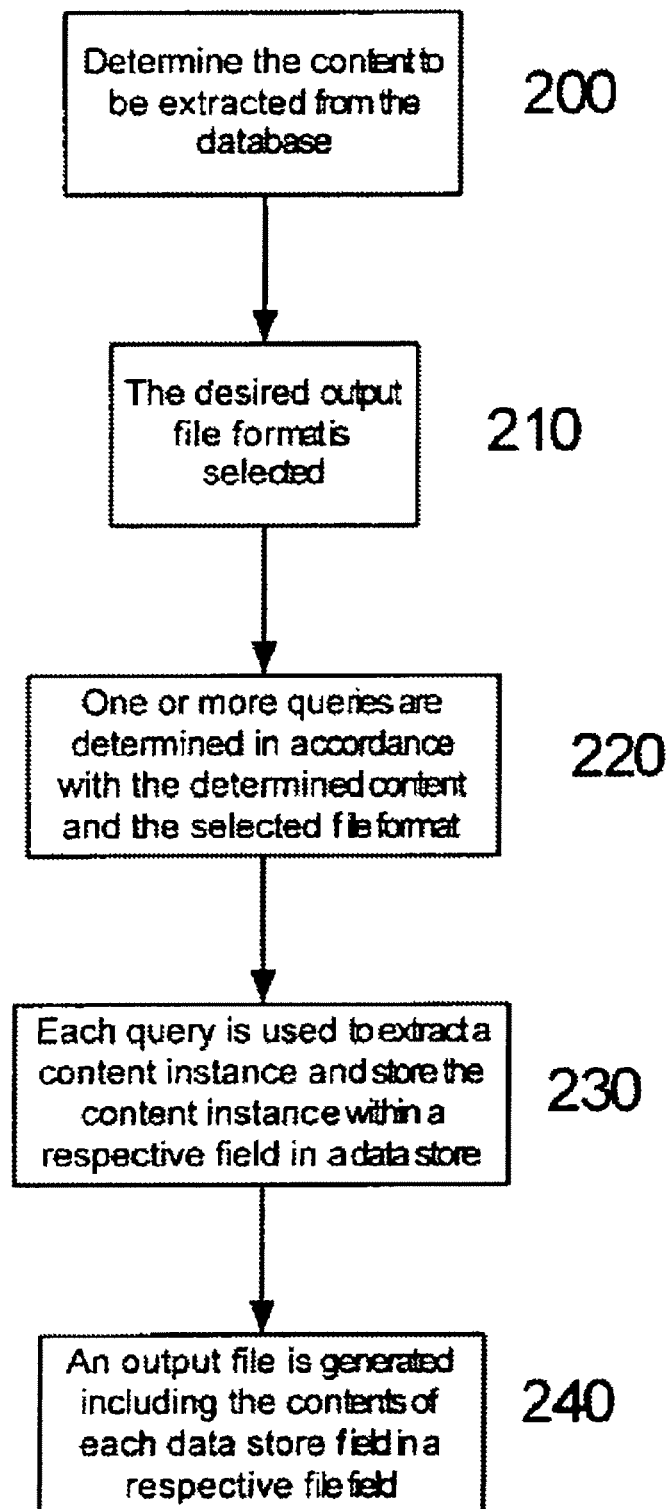 Determine the content to
be extracted from the
database
200
The desired output
file format is
selected
210
One or more queries are
determined in accordance
with the determined content
and the selected file format
220
Each query is used to extract a
content instance and store the
content instance within a
respective field in a data store
230
An output file is generated
including the contents of
each data store field in a
respective file field
240